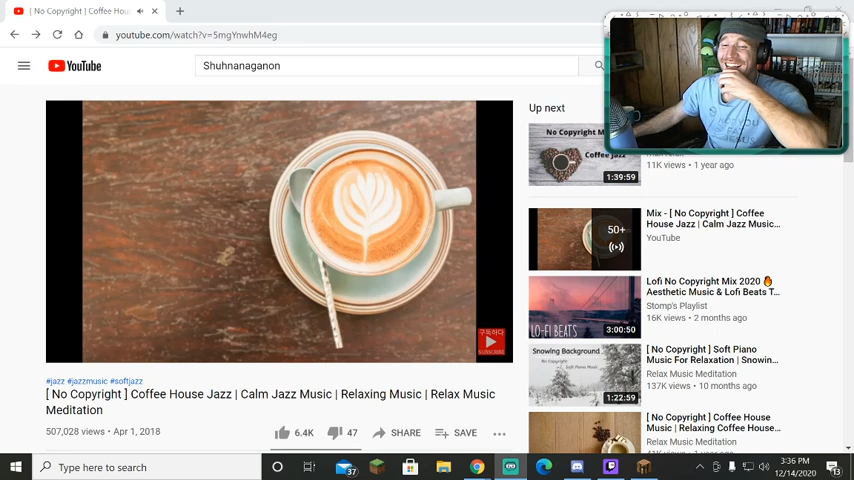 [ No Copyright ] Coffee Hous
youtube.com/watch?v=5mgYnwhM4eg
YouTube
Shuhnanaganon
Up next
No Copyright M
Coffee Jazz
1:39:59
11K views • 1 year ago
50+
Mix - [ No Copyright ] Coffee
House Jazz | Calm Jazz Music...
YouTube
LO-FI BEATS
3:00:50
Lofi No Copyright Mix 2020 🔥
Aesthetic Music & Lofi Beats T...
Stomp's Playlist
16K views • 2 months ago
Snowing Background
No Copyright
Soft Piano Music
1:22:59
[ No Copyright ] Soft Piano
Music For Relaxation | Snowin...
Relax Music Meditation
137K views • 10 months ago
[ No Copyright ] Coffee House
Music | Relaxing Coffee House...
Relax Music Meditation
구독하다
SUBSCRIBE
#jazz #jazzmusic #softjazz
[ No Copyright ] Coffee House Jazz | Calm Jazz Music | Relaxing Music | Relax Music
Meditation
507,028 views • Apr 1, 2018
6.4K
47
SHARE
SAVE
Type here to search
37
3:36 PM
12/14/2020
13